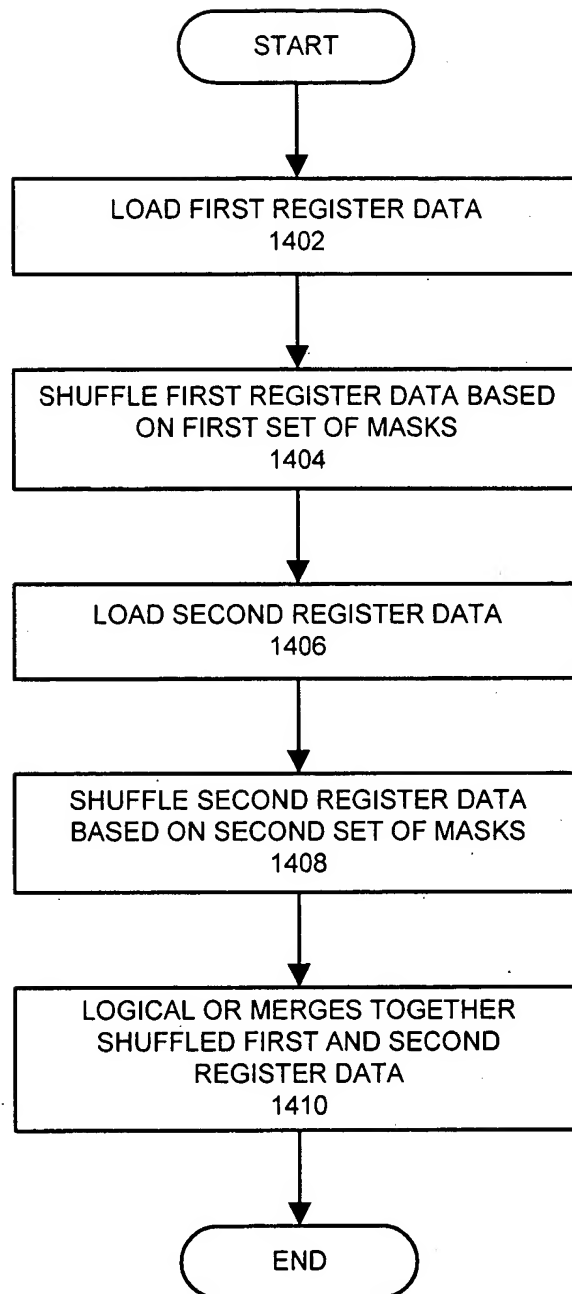 START
LOAD FIRST REGISTER DATA
1402
SHUFFLE FIRST REGISTER DATA BASED
ON FIRST SET OF MASKS
1404
LOAD SECOND REGISTER DATA
1406
SHUFFLE SECOND REGISTER DATA
BASED ON SECOND SET OF MASKS
1408
LOGICAL OR MERGES TOGETHER
SHUFFLED FIRST AND SECOND
REGISTER DATA
1410
END